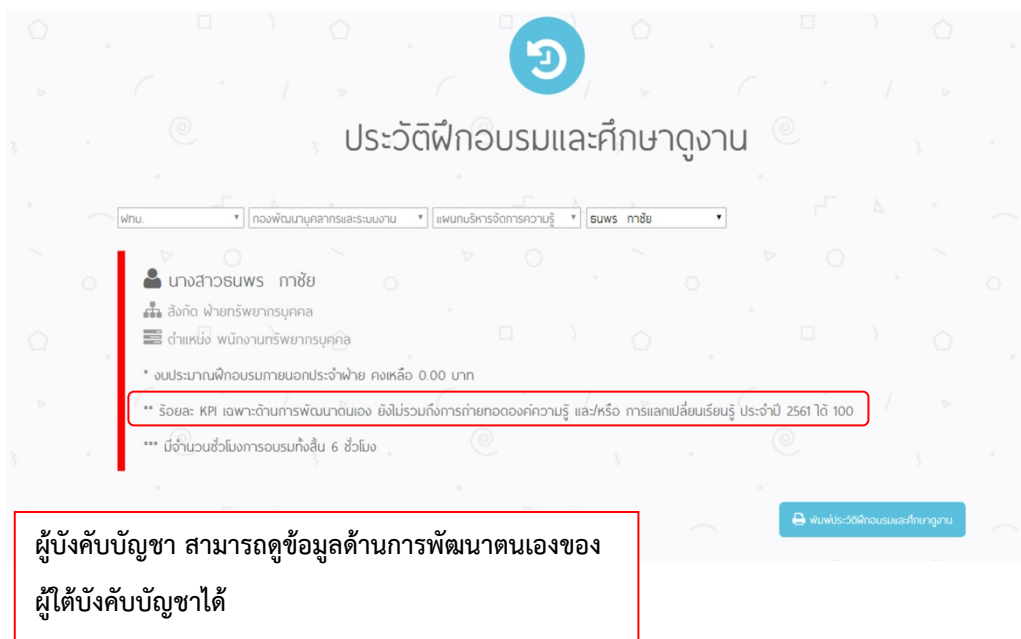 ประวัติฝึกอบรมและศึกษาดูงาน
ฝทบ. กองพัฒนาบุคลากรและระบบงาน แผนกบริหารจัดการความรู้ ธนพร กาชัย
นางสาวธนพร กาชัย
สังกัด ฝ่ายทรัพยากรบุคคล
ตำแหน่ง พนักงานทรัพยากรบุคคล
* งบประมาณฝึกอบรมภายนอกประจำฝ่าย คงเหลือ 0.00 บาท
** ร้อยละ KPI เฉพาะด้านการพัฒนาตนเอง ยังไม่รวมถึงการถ่ายทอดองค์ความรู้ และ/หรือ การแลกเปลี่ยนเรียนรู้ ประจำปี 2561 ได้ 100
*** มีจำนวนชั่วโมงการอบรมทั้งสิ้น 6 ชั่วโมง
พิมพ์ประวัติฝึกอบรมและศึกษาดูงาน
ผู้บังคับบัญชา สามารถดูข้อมูลด้านการพัฒนาตนเองของ
ผู้ใต้บังคับบัญชาได้